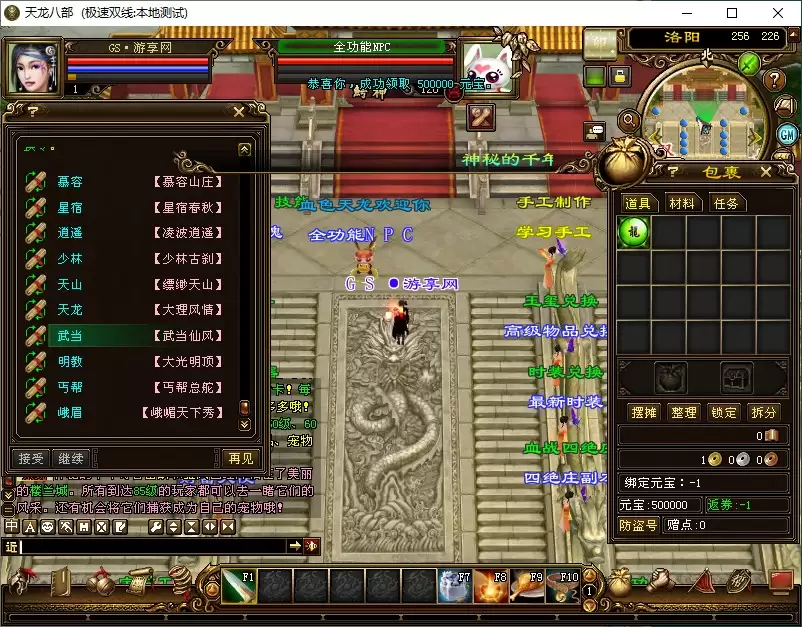 天龙八部 (极速双线:本地测试)
GS·游享网
1
全功能NPC
恭喜你，成功领取 500000 元宝。
洛阳
256 226
北
GM
神秘的千年
血色天龙欢迎你
全功能NPC
GS●游享网
手工制作
学习手工
玉玺兑换
高级物品兑换
时装兑换
最新时装
血战四绝庄
四绝庄副本
?
慕容 【慕容山庄】
星宿 【星宿春秋】
逍遥 【凌波逍遥】
少林 【少林古刹】
天山 【缥缈天山】
天龙 【大理风情】
武当 【武当仙风】
明教 【大光明顶】
丐帮 【丐帮总舵】
峨眉 【峨嵋天下秀】
接受 继续 再见
的楼兰城。所有到达85级的玩家都可以去一睹它们的
风采。还有机会将它们捕获成为自己的宠物哦!
中 A
近
? 包裹
道具 材料 任务
龍
摆摊 整理 锁定 拆分
0
1 0 0
绑定元宝：-1
元宝:500000 返券:-1
防盗号 赠点:0
F1 F7 F8 F9 F10
1